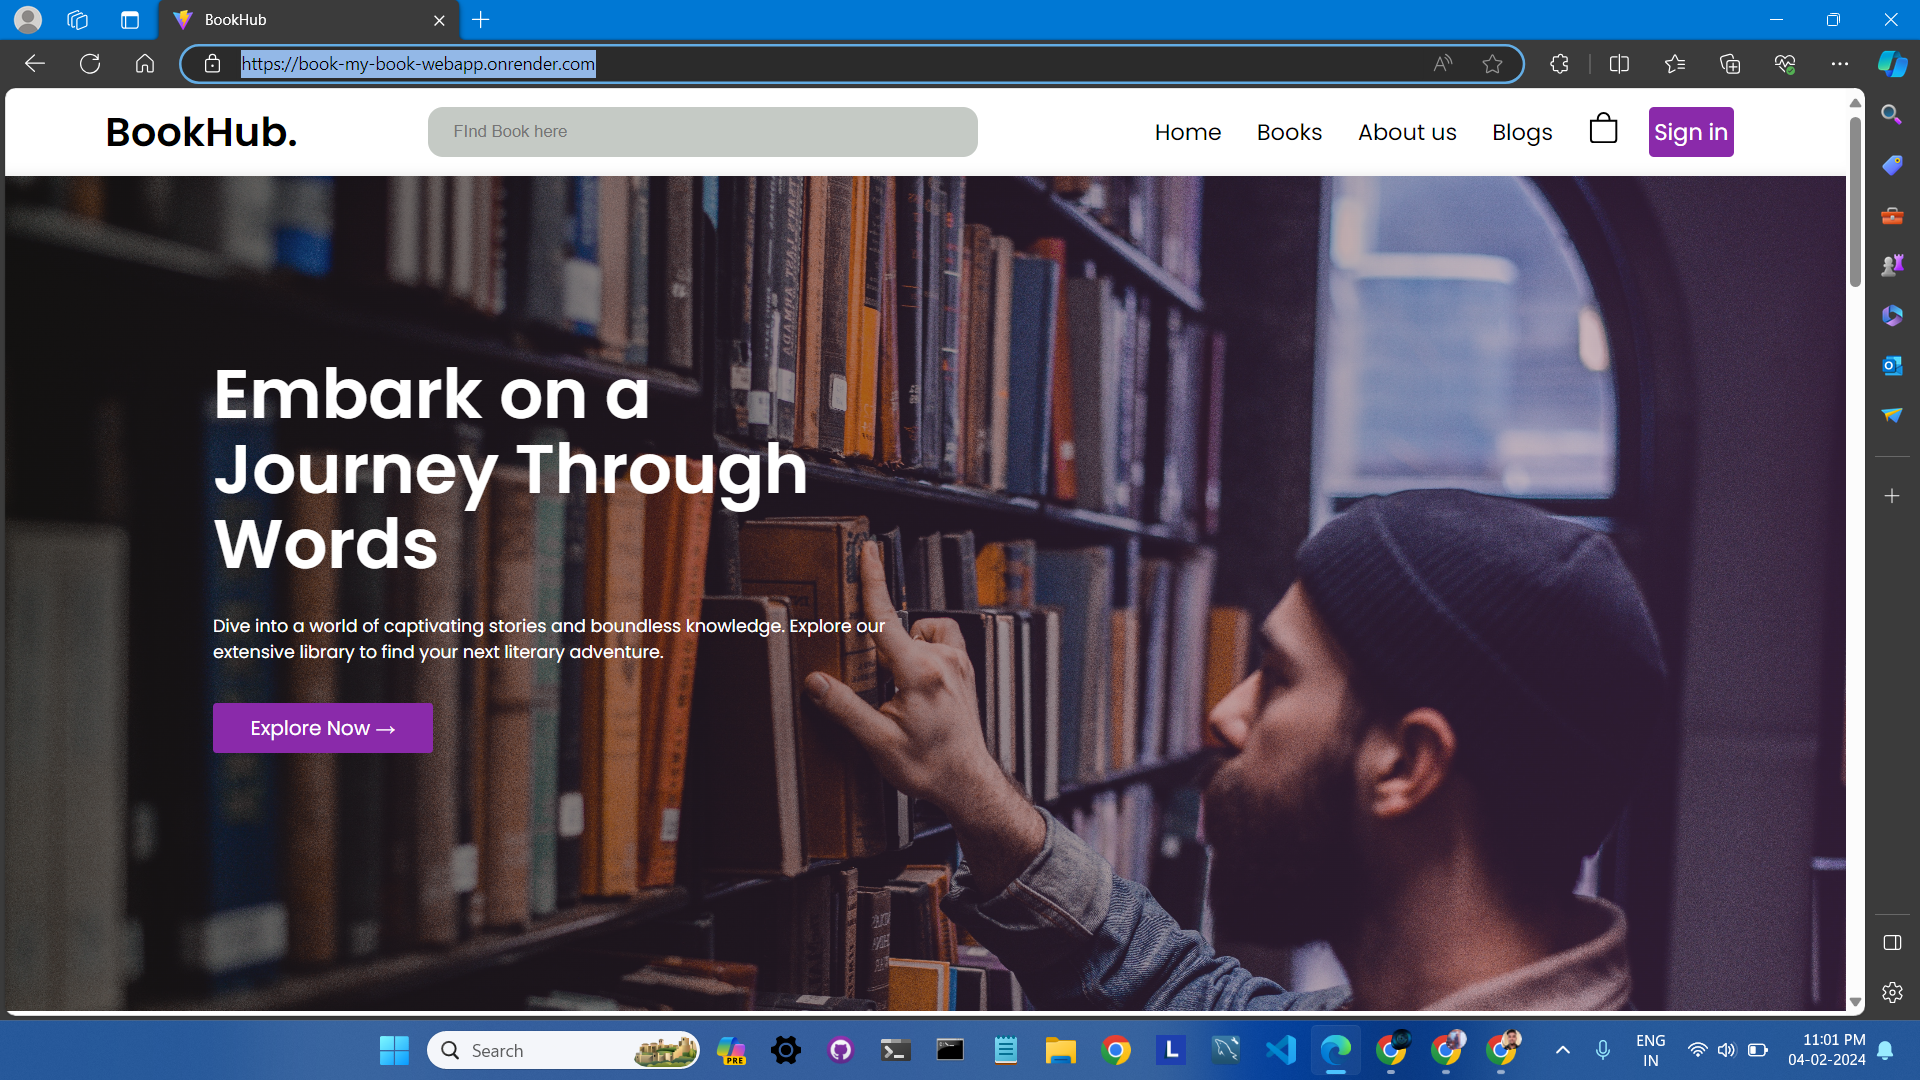 BookHub
https://book-my-book-webapp.onrender.com
BookHub.
FInd Book here
Home
Books
About us
Blogs
Sign in
Embark on a
Journey Through
Words
Dive into a world of captivating stories and boundless knowledge. Explore our
extensive library to find your next literary adventure.
Explore Now →
Search
PRE
L
ENG
IN
11:01 PM
04-02-2024